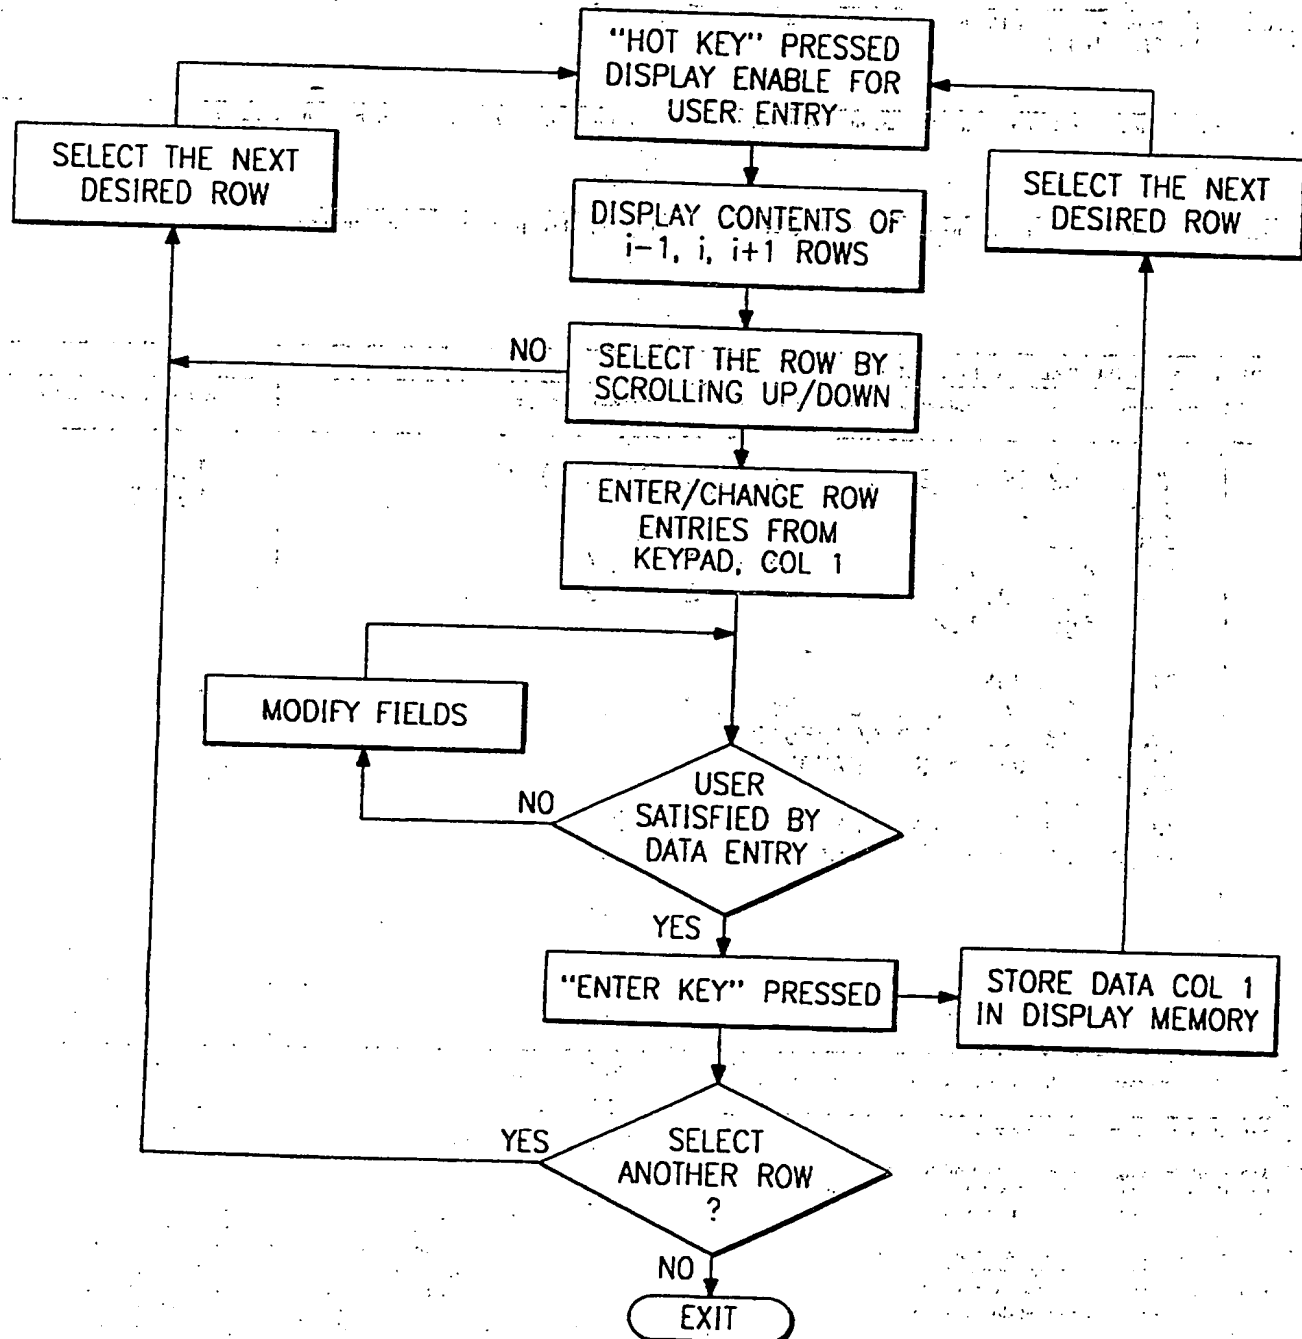 “HOT KEY” PRESSED
DISPLAY ENABLE FOR
USER ENTRY
SELECT THE NEXT
DESIRED ROW
SELECT THE NEXT
DESIRED ROW
DISPLAY CONTENTS OF
i−1, i, i+1 ROWS
NO
SELECT THE ROW BY
SCROLLING UP/DOWN
ENTER/CHANGE ROW
ENTRIES FROM
KEYPAD, COL 1
MODIFY FIELDS
NO
USER
SATISFIED BY
DATA ENTRY
YES
“ENTER KEY” PRESSED
STORE DATA COL 1
IN DISPLAY MEMORY
YES
SELECT
ANOTHER ROW
?
NO
EXIT